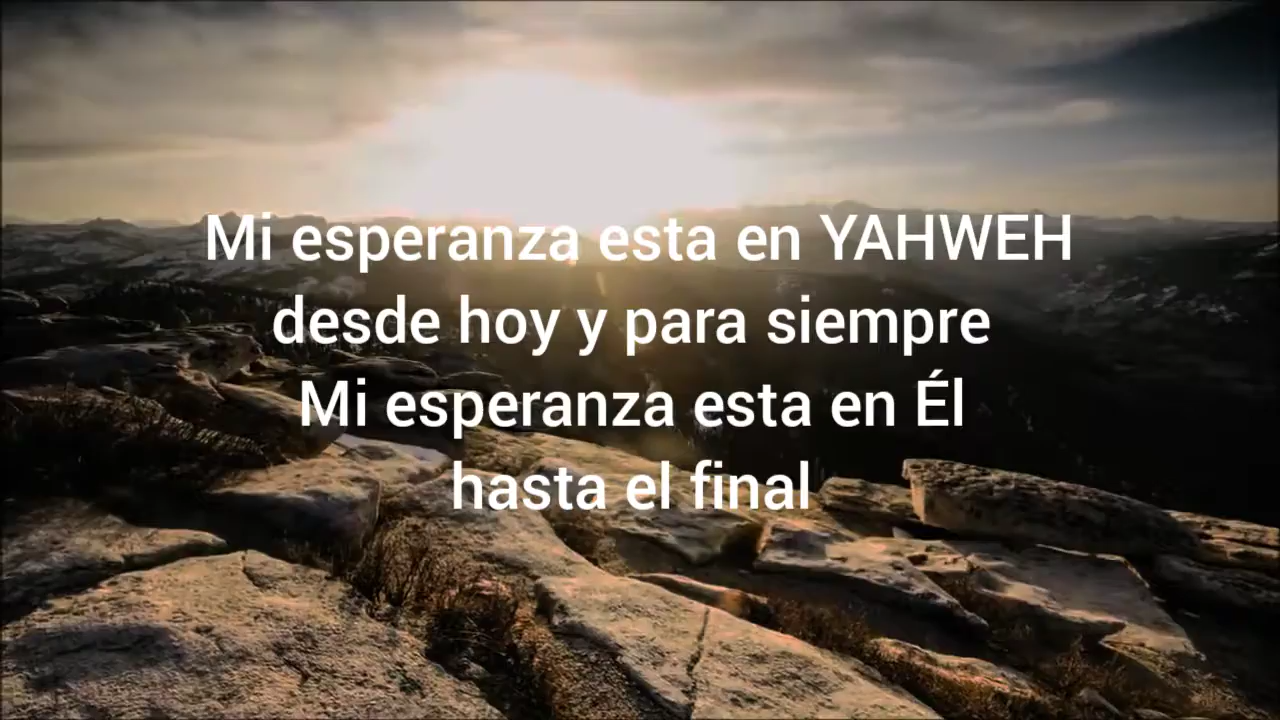 Mi esperanza esta en YAHWEH
desde hoy y para siempre
Mi esperanza esta en Él
hasta el final